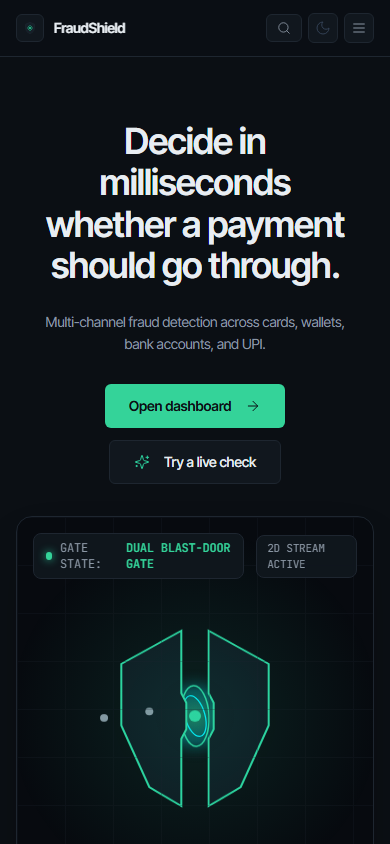 FraudShield
Decide in
milliseconds
whether a payment
should go through.
Multi-channel fraud detection across cards, wallets,
bank accounts, and UPI.
Open dashboard
Try a live check
GATE STATE: DUAL BLAST-DOOR GATE
2D STREAM ACTIVE